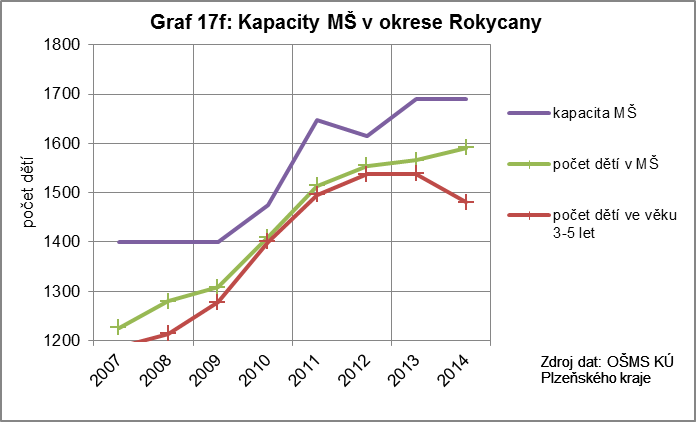 Graf 17f: Kapacity MŠ v okrese Rokycany
počet dětí
1800
1700
1600
1500
1400
1300
1200
2007
2008
2009
2010
2011
2012
2013
2014
kapacita MŠ
počet dětí v MŠ
počet dětí ve věku
3-5 let
Zdroj dat: OŠMS KÚ
Plzeňského kraje